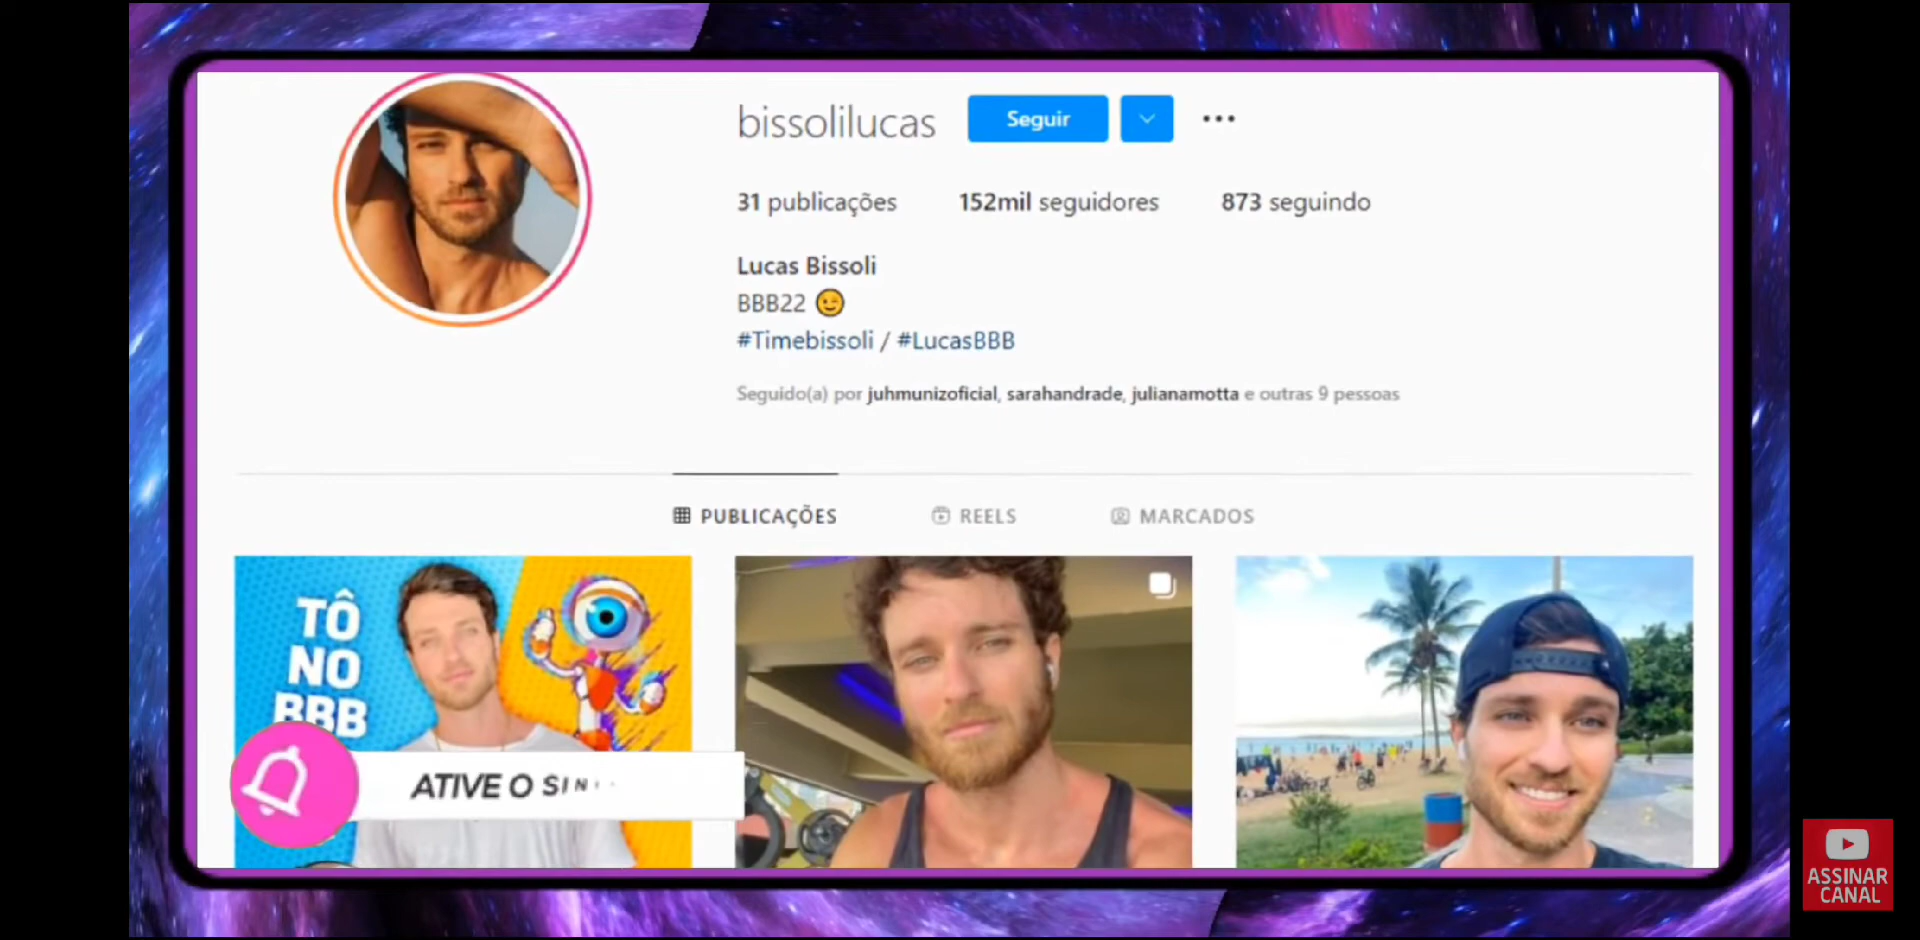 bissolilucas
Seguir
31 publicações 152mil seguidores 873 seguindo
Lucas Bissoli
BBB22 😉
#Timebissoli / #LucasBBB
Seguido(a) por juhmunizoficial, sarahandrade, julianamotta e outras 9 pessoas
PUBLICAÇÕES REELS MARCADOS
TÔ
NO
BBB
ATIVE O SIN
ASSINAR
CANAL